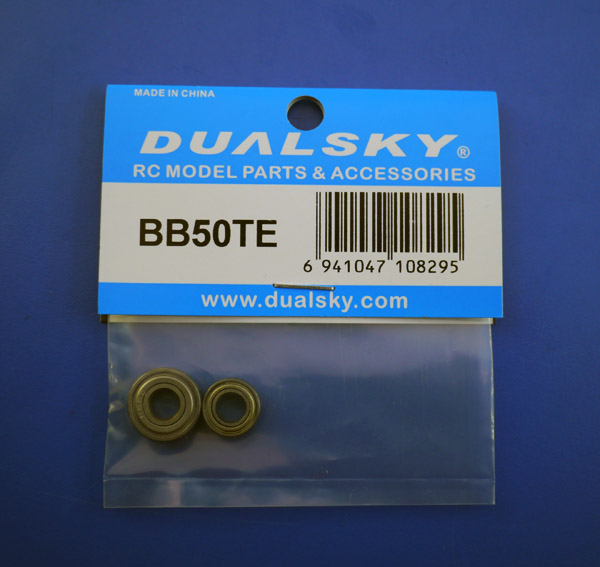 MADE IN CHINA
DUALSKY®
RC MODEL PARTS & ACCESSORIES
BB50TE
6 941047 108295
www.dualsky.com